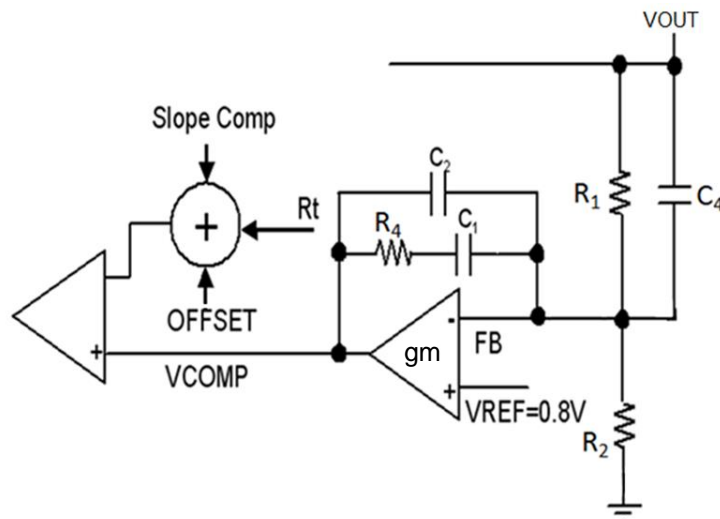 VOUT
Slope Comp
C₂
Rt
R₄
C₁
R₁
C₄
+
OFFSET
-
gm
FB
+
VCOMP
+
VREF=0.8V
R₂